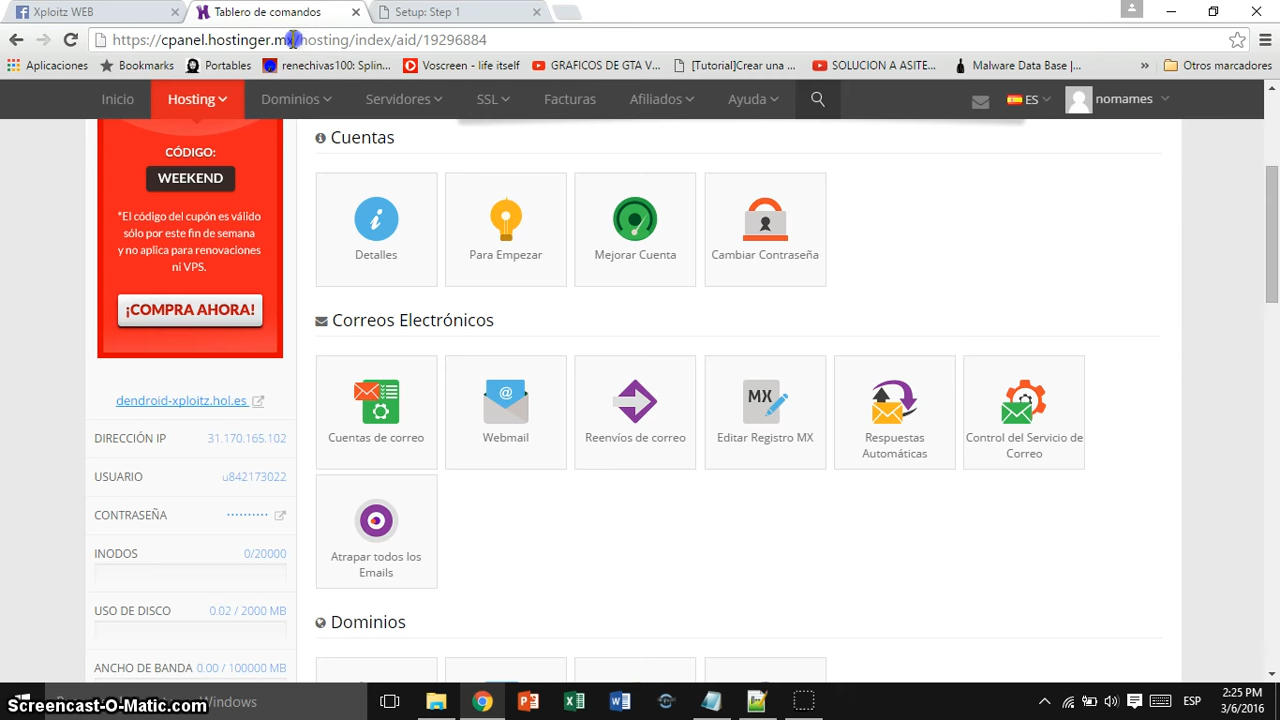 Xploitz WEB
Tablero de comandos
Setup: Step 1
https://cpanel.hostinger.mx/hosting/index/aid/19296884
Aplicaciones
Bookmarks
Portables
renechivas100: Splin...
Voscreen - life itself
GRAFICOS DE GTA V...
[Tutorial]Crear una ...
SOLUCION A ASITE...
Malware Data Base |...
»
Otros marcadores
Inicio
Hosting
Dominios
Servidores
SSL
Facturas
Afiliados
Ayuda
ES
nomames
CÓDIGO:
WEEKEND
*El código del cupón es válido
sólo por este fin de semana
y no aplica para renovaciones
ni VPS.
¡COMPRA AHORA!
dendroid-xploitz.hol.es
DIRECCIÓN IP 31.170.165.102
USUARIO u842173022
CONTRASEÑA ··········
INODOS 0/20000
USO DE DISCO 0.02 / 2000 MB
ANCHO DE BANDA 0.00 / 100000 MB
Cuentas
Detalles
Para Empezar
Mejorar Cuenta
Cambiar Contraseña
Correos Electrónicos
Cuentas de correo
@
Webmail
Reenvíos de correo
MX
Editar Registro MX
Respuestas
Automáticas
Control del Servicio de
Correo
Atrapar todos los
Emails
Dominios
Windows
ESP
2:25 PM
3/6/2016
Screencast-O-Matic.com